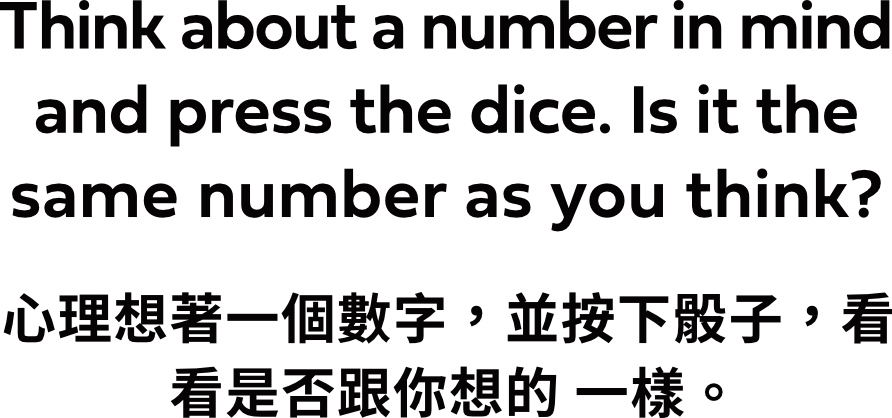 Think about a number in mind
and press the dice. Is it the
same number as you think?
心理想著一個數字，並按下骰子，看
看是否跟你想的 一樣。